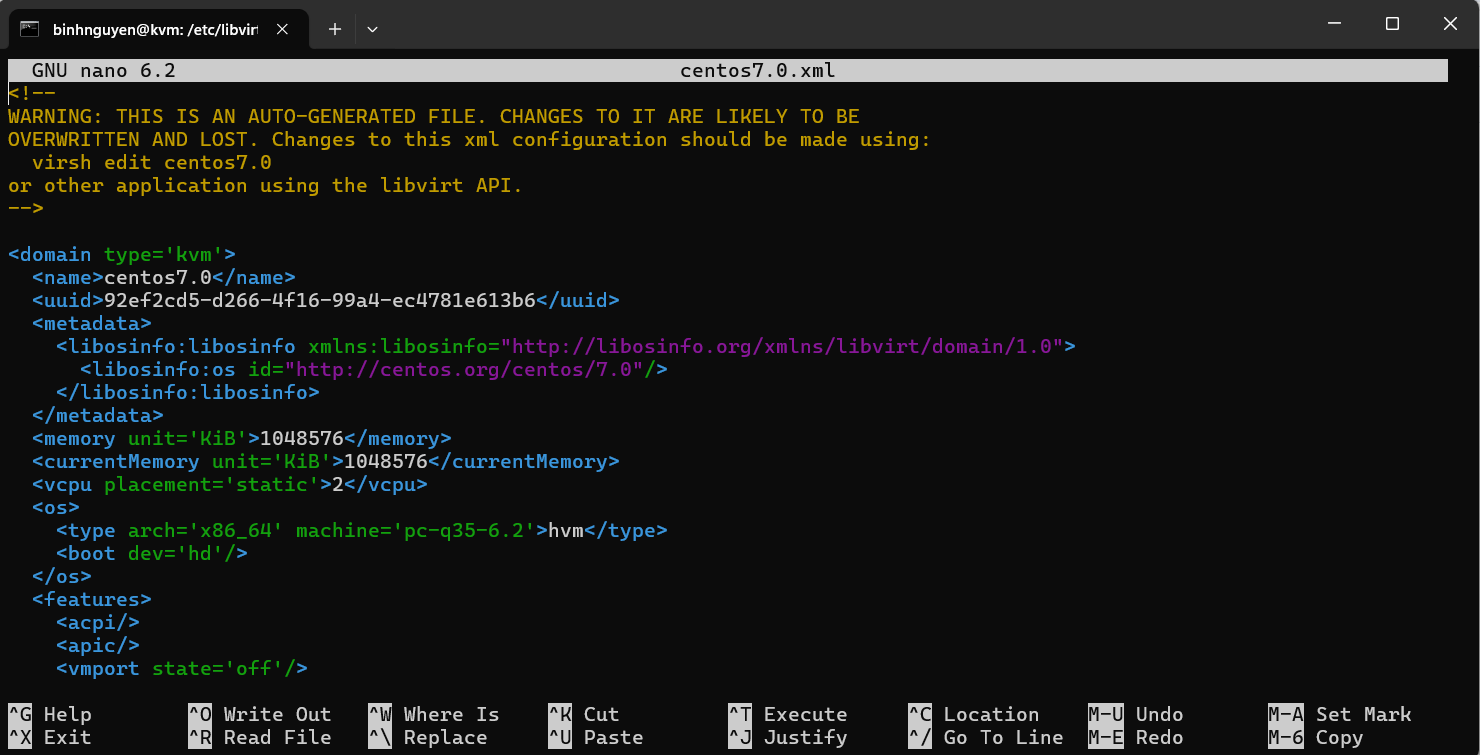 binhnguyen@kvm: /etc/libvir
GNU nano 6.2 centos7.0.xml
<!--
WARNING: THIS IS AN AUTO-GENERATED FILE. CHANGES TO IT ARE LIKELY TO BE
OVERWRITTEN AND LOST. Changes to this xml configuration should be made using:
  virsh edit centos7.0
or other application using the libvirt API.
-->

<domain type='kvm'>
  <name>centos7.0</name>
  <uuid>92ef2cd5-d266-4f16-99a4-ec4781e613b6</uuid>
  <metadata>
    <libosinfo:libosinfo xmlns:libosinfo="http://libosinfo.org/xmlns/libvirt/domain/1.0">
      <libosinfo:os id="http://centos.org/centos/7.0"/>
    </libosinfo:libosinfo>
  </metadata>
  <memory unit='KiB'>1048576</memory>
  <currentMemory unit='KiB'>1048576</currentMemory>
  <vcpu placement='static'>2</vcpu>
  <os>
    <type arch='x86_64' machine='pc-q35-6.2'>hvm</type>
    <boot dev='hd'/>
  </os>
  <features>
    <acpi/>
    <apic/>
    <vmport state='off'/>

^G Help ^O Write Out ^W Where Is ^K Cut ^T Execute ^C Location M-U Undo M-A Set Mark
^X Exit ^R Read File ^\ Replace ^U Paste ^J Justify ^/ Go To Line M-E Redo M-6 Copy